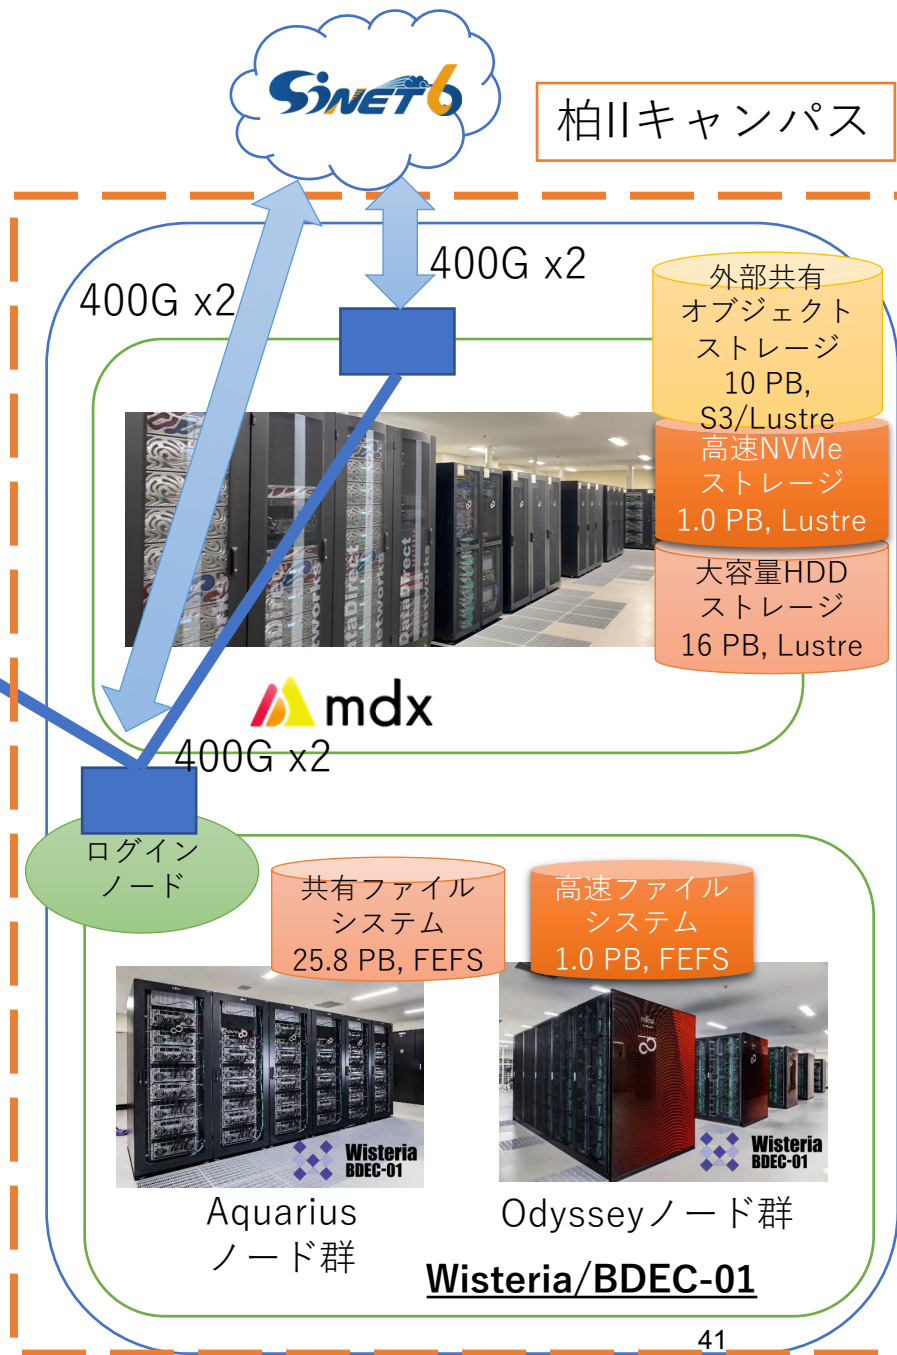 SINET6
柏IIキャンパス
400G x2
400G x2
外部共有
オブジェクト
ストレージ
10 PB,
S3/Lustre
高速NVMe
ストレージ
1.0 PB, Lustre
大容量HDD
ストレージ
16 PB, Lustre
DataDirect
Networks
DataDirect
Networks
DataDirect
Networks
mdx
400G x2
ログイン
ノード
共有ファイル
システム
25.8 PB, FEFS
高速ファイル
システム
1.0 PB, FEFS
Wisteria
BDEC-01
Wisteria
BDEC-01
Aquarius
ノード群
Odysseyノード群
Wisteria/BDEC-01
41